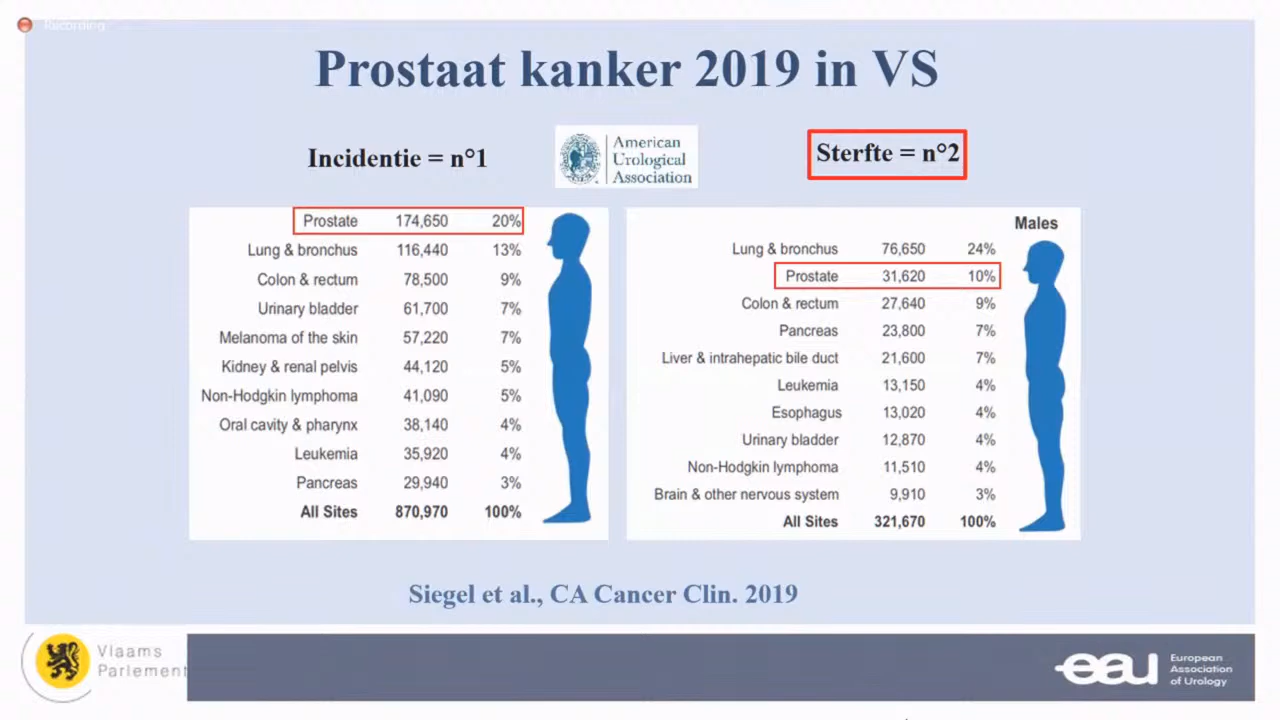 Recording
Prostaat kanker 2019 in VS
Incidentie = n°1
American
Urological
Association
Sterfte = n°2
Prostate 174,650 20%
Lung & bronchus 116,440 13%
Colon & rectum 78,500 9%
Urinary bladder 61,700 7%
Melanoma of the skin 57,220 7%
Kidney & renal pelvis 44,120 5%
Non-Hodgkin lymphoma 41,090 5%
Oral cavity & pharynx 38,140 4%
Leukemia 35,920 4%
Pancreas 29,940 3%
All Sites 870,970 100%
Males
Lung & bronchus 76,650 24%
Prostate 31,620 10%
Colon & rectum 27,640 9%
Pancreas 23,800 7%
Liver & intrahepatic bile duct 21,600 7%
Leukemia 13,150 4%
Esophagus 13,020 4%
Urinary bladder 12,870 4%
Non-Hodgkin lymphoma 11,510 4%
Brain & other nervous system 9,910 3%
All Sites 321,670 100%
Siegel et al., CA Cancer Clin. 2019
Vlaams
Parlement
eau
European
Association
of Urology